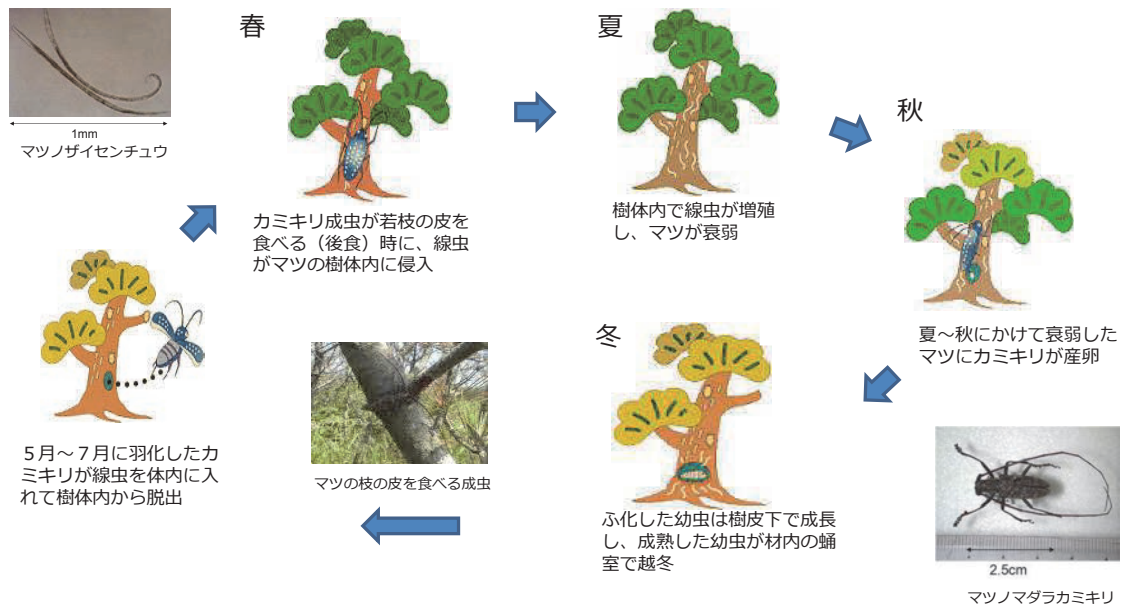 1mm
マツノザイセンチュウ
春
カミキリ成虫が若枝の皮を
食べる（後食）時に、線虫
がマツの樹体内に侵入
夏
樹体内で線虫が増殖
し、マツが衰弱
秋
夏～秋にかけて衰弱した
マツにカミキリが産卵
冬
ふ化した幼虫は樹皮下で成長
し、成熟した幼虫が材内の蛹
室で越冬
2.5cm
マツノマダラカミキリ
マツの枝の皮を食べる成虫
５月～７月に羽化したカ
ミキリが線虫を体内に入
れて樹体内から脱出